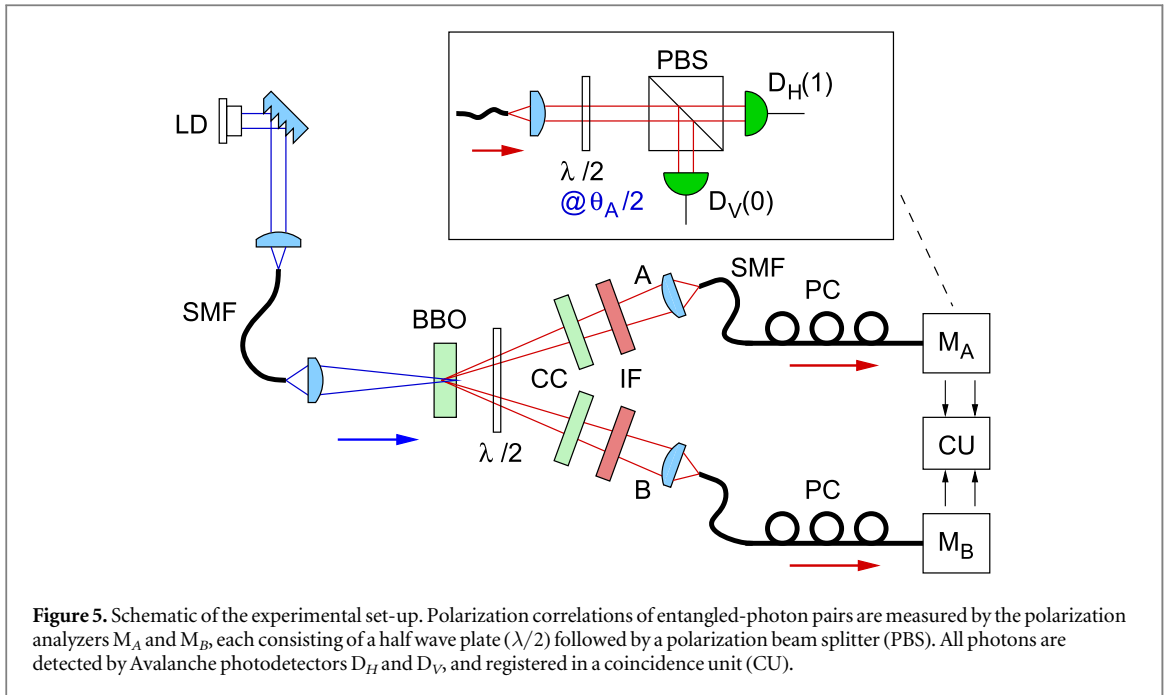 PBS
D_H(1)
LD
λ/2
@θ_A/2
D_V(0)
SMF
A
SMF
PC
BBO
M_A
CC
IF
CU
λ/2
B
PC
M_B
Figure 5. Schematic of the experimental set-up. Polarization correlations of entangled-photon pairs are measured by the polarization
analyzers M_A and M_B, each consisting of a half wave plate (λ/2) followed by a polarization beam splitter (PBS). All photons are
detected by Avalanche photodetectors D_H and D_V, and registered in a coincidence unit (CU).